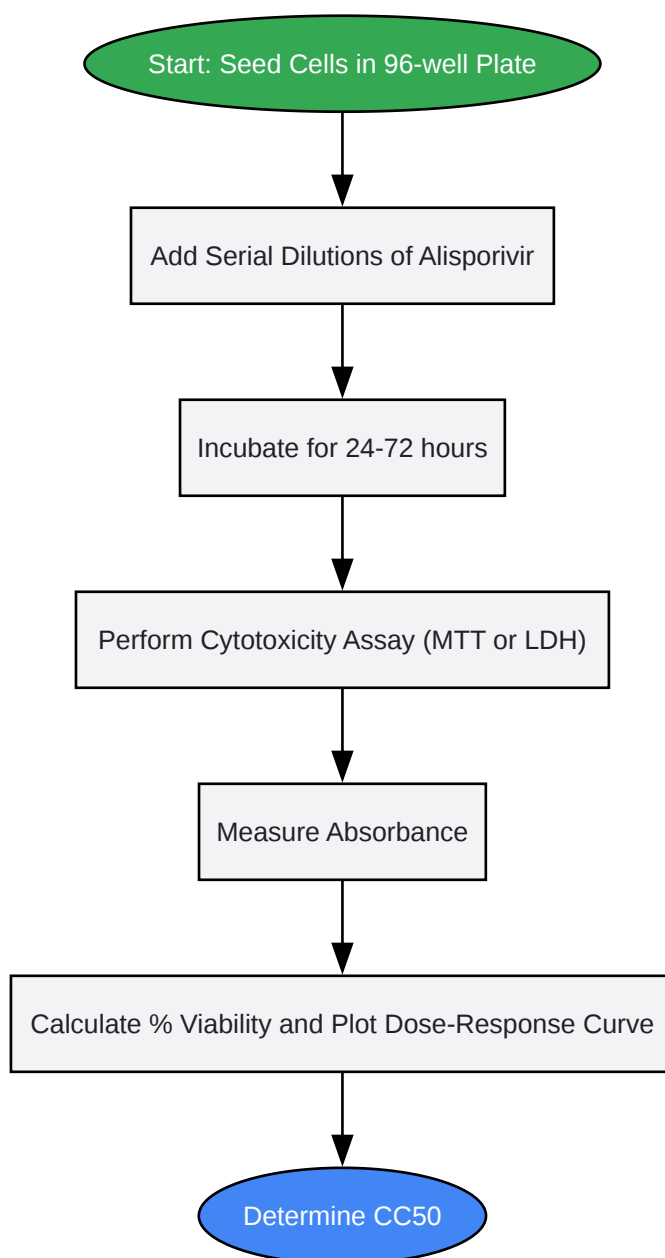 Start: Seed Cells in 96-well Plate
Add Serial Dilutions of Alisporivir
Incubate for 24-72 hours
Perform Cytotoxicity Assay (MTT or LDH)
Measure Absorbance
Calculate % Viability and Plot Dose-Response Curve
Determine CC50